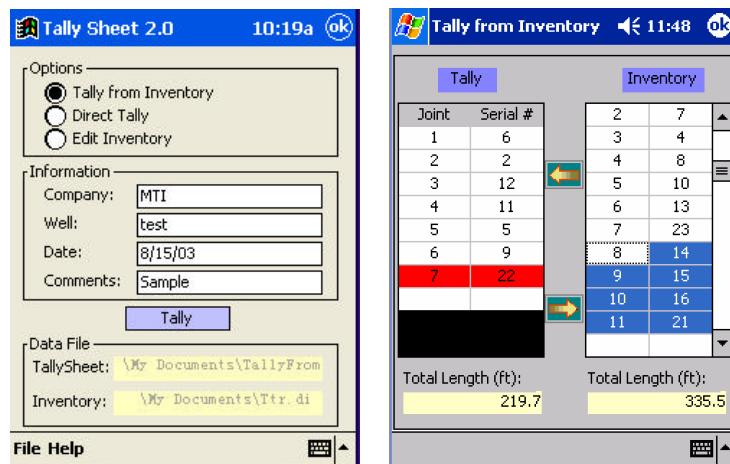 Tally Sheet 2.0 10:19a ok
Options
Tally from Inventory
Direct Tally
Edit Inventory
Information
Company: MTI
Well: test
Date: 8/15/03
Comments: Sample
Tally
Data File
TallySheet: \My Documents\TallyFrom
Inventory: \My Documents\Ttr.di
File Help
Tally from Inventory 11:48 ok
Tally Inventory
Joint Serial # 2 7
1 6 3 4
2 2 4 8
3 12 5 10
4 11 6 13
5 5 7 23
6 9 8 14
7 22 9 15
10 16
11 21
Total Length (ft): Total Length (ft):
219.7 335.5